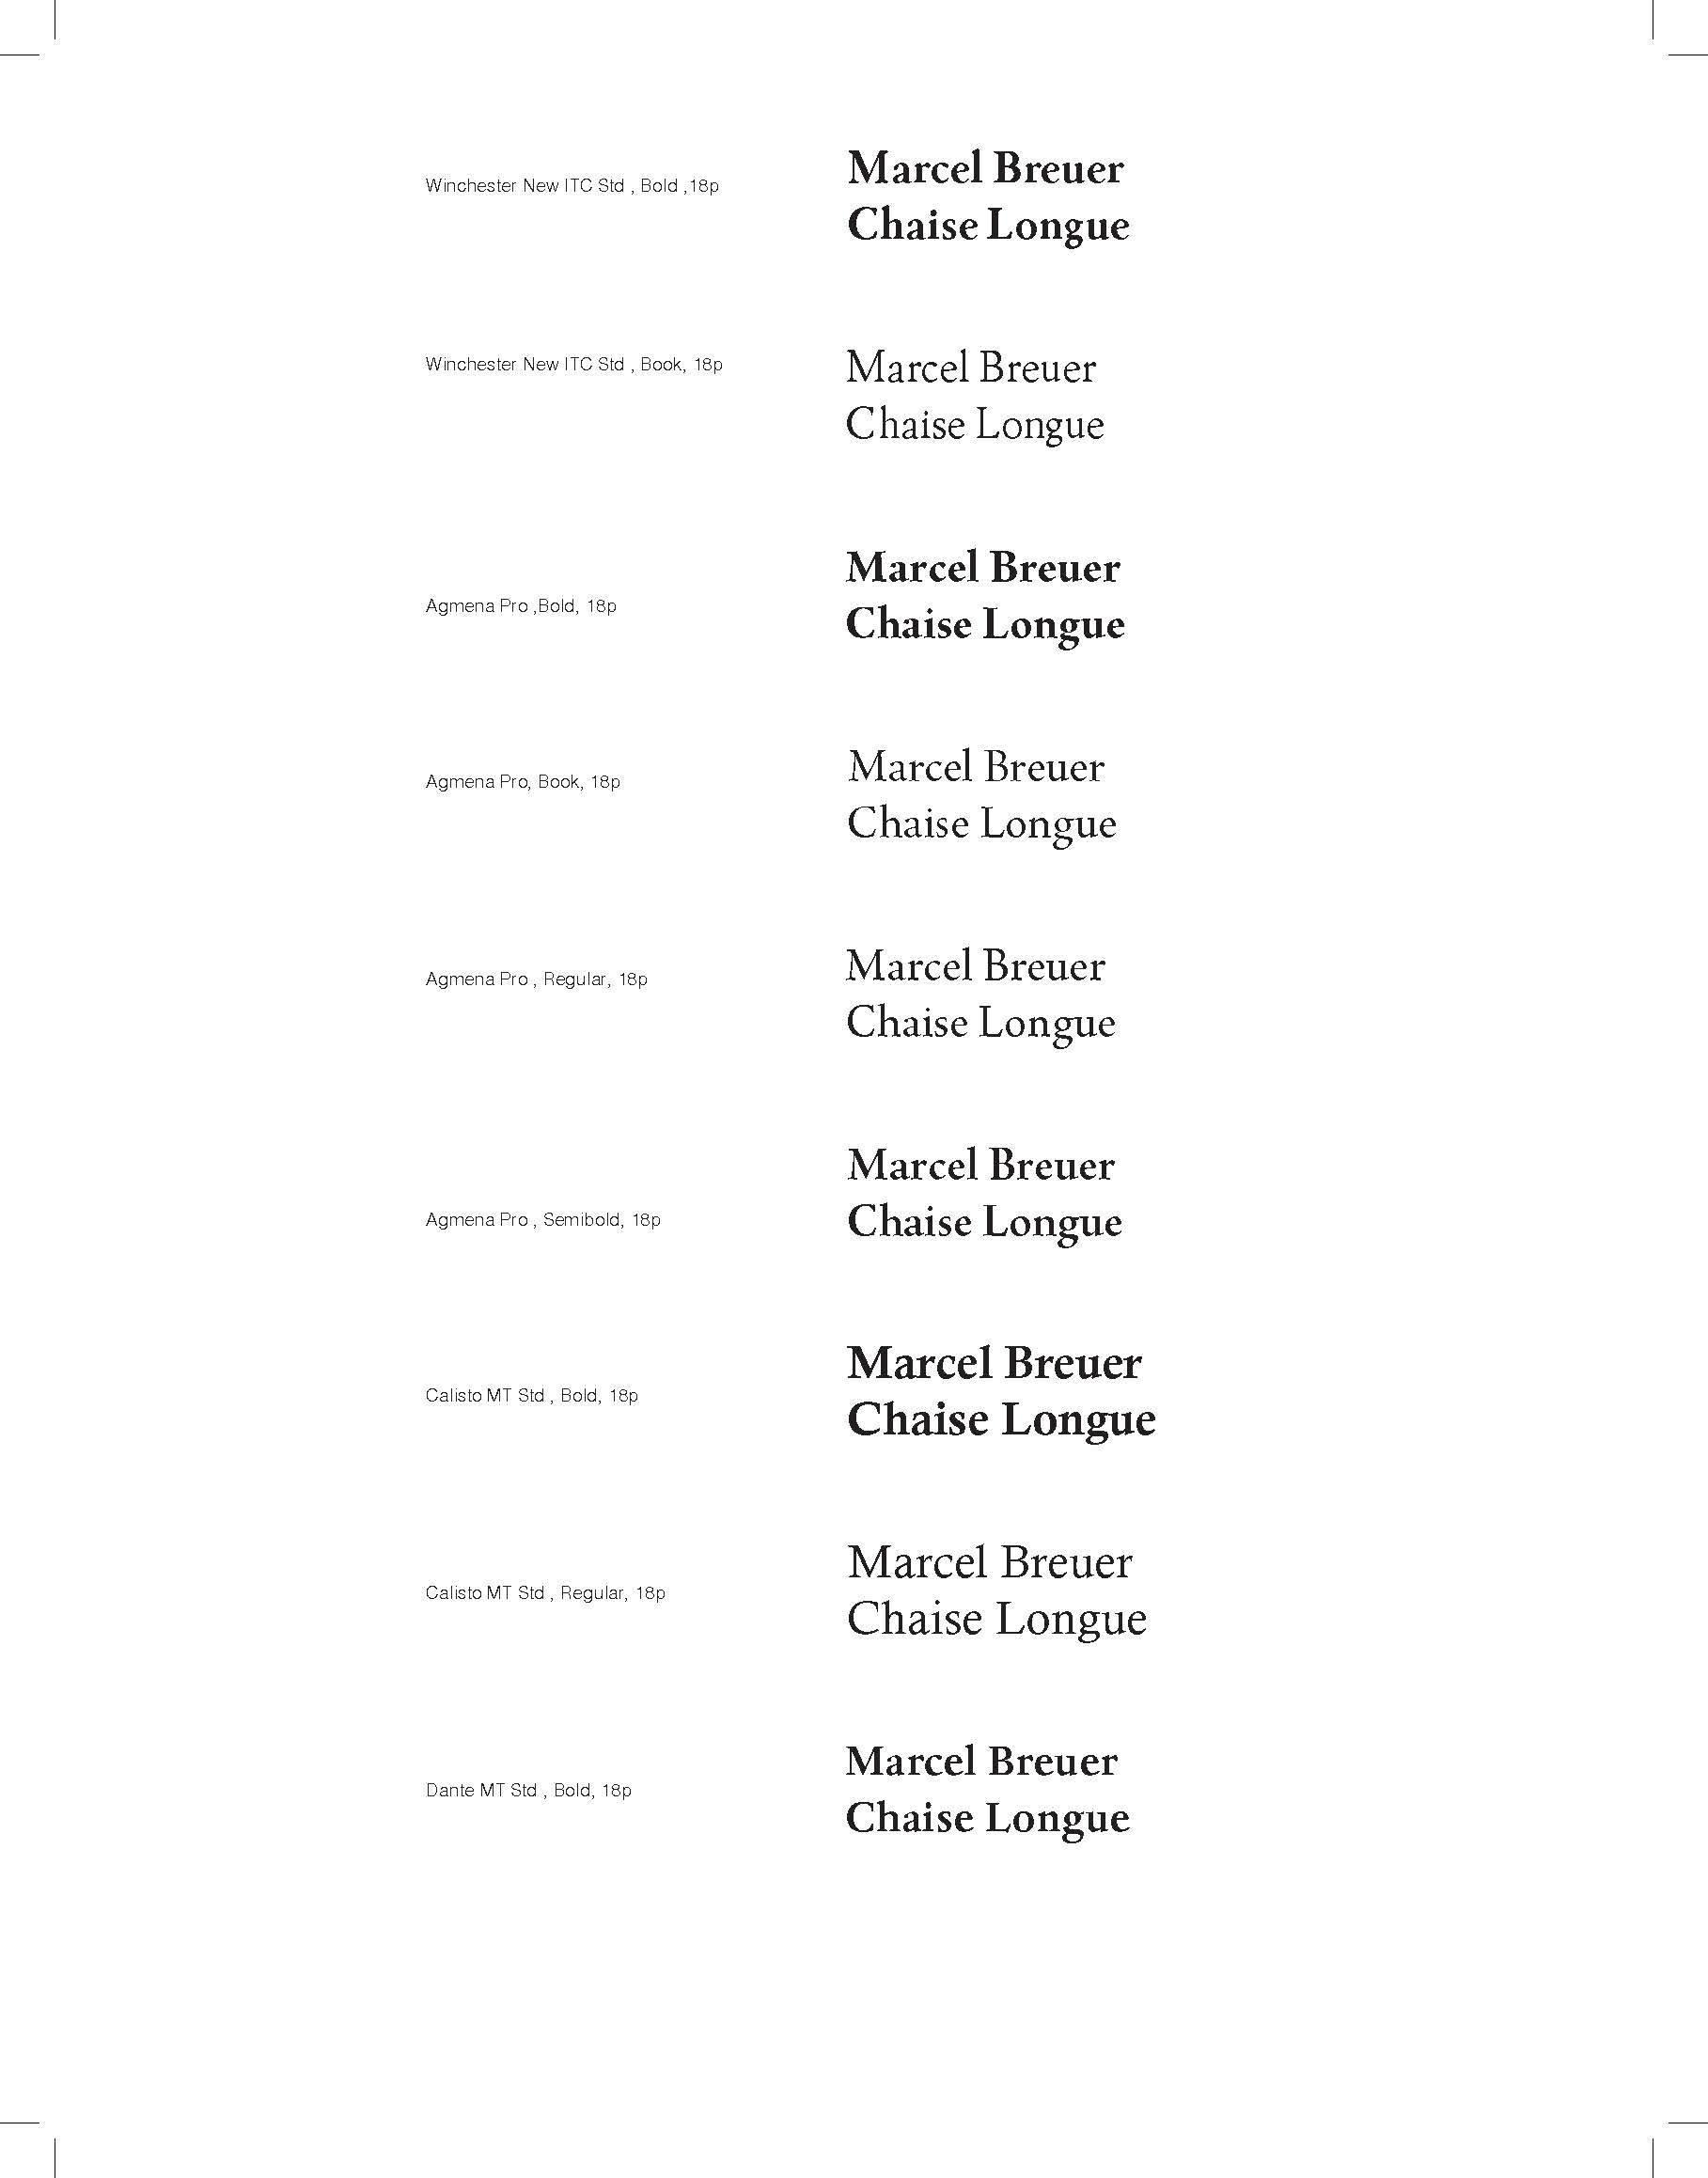 Marcel Breuer
Winchester New ITC Std , Bold ,18p
Chaise Longue
Winchester New ITC Std , Book, 18p
Marcel Breuer
Chaise Longue
Marcel Breuer
Agmena Pro ,Bold, 18p
Chaise Longue
Marcel Breuer
Agmena Pro, Book, 18p
Chaise Longue
Marcel Breuer
Agmena Pro , Regular, 18p
Chaise Longue
Marcel Breuer
Agmena Pro , Semibold, 18p
Chaise Longue
Marcel Breuer
Calisto MT Std , Bold, 18p
Chaise Longue
Marcel Breuer
Calisto MT Std , Regular, 18p
Chaise Longue
Marcel Breuer
Dante MT Std , Bold, 18p
Chaise Longue